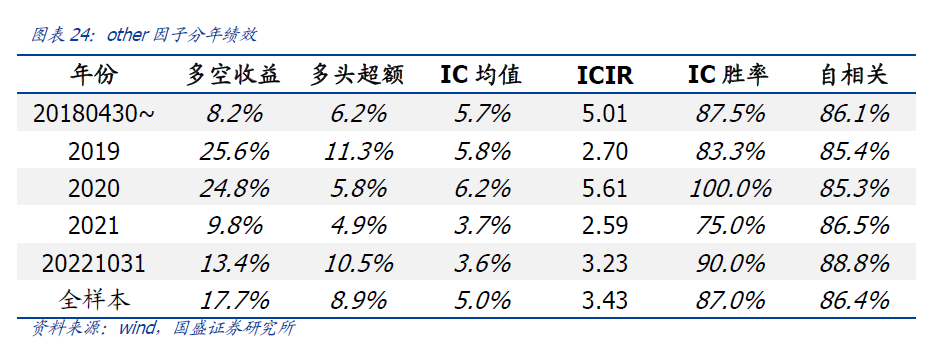 图表 24：other 因子分年绩效
年份 多空收益 多头超额 IC 均值 ICIR IC 胜率 自相关
20180430~ 8.2% 6.2% 5.7% 5.01 87.5% 86.1%
2019 25.6% 11.3% 5.8% 2.70 83.3% 85.4%
2020 24.8% 5.8% 6.2% 5.61 100.0% 85.3%
2021 9.8% 4.9% 3.7% 2.59 75.0% 86.5%
20221031 13.4% 10.5% 3.6% 3.23 90.0% 88.8%
全样本 17.7% 8.9% 5.0% 3.43 87.0% 86.4%
资料来源：wind，国盛证券研究所